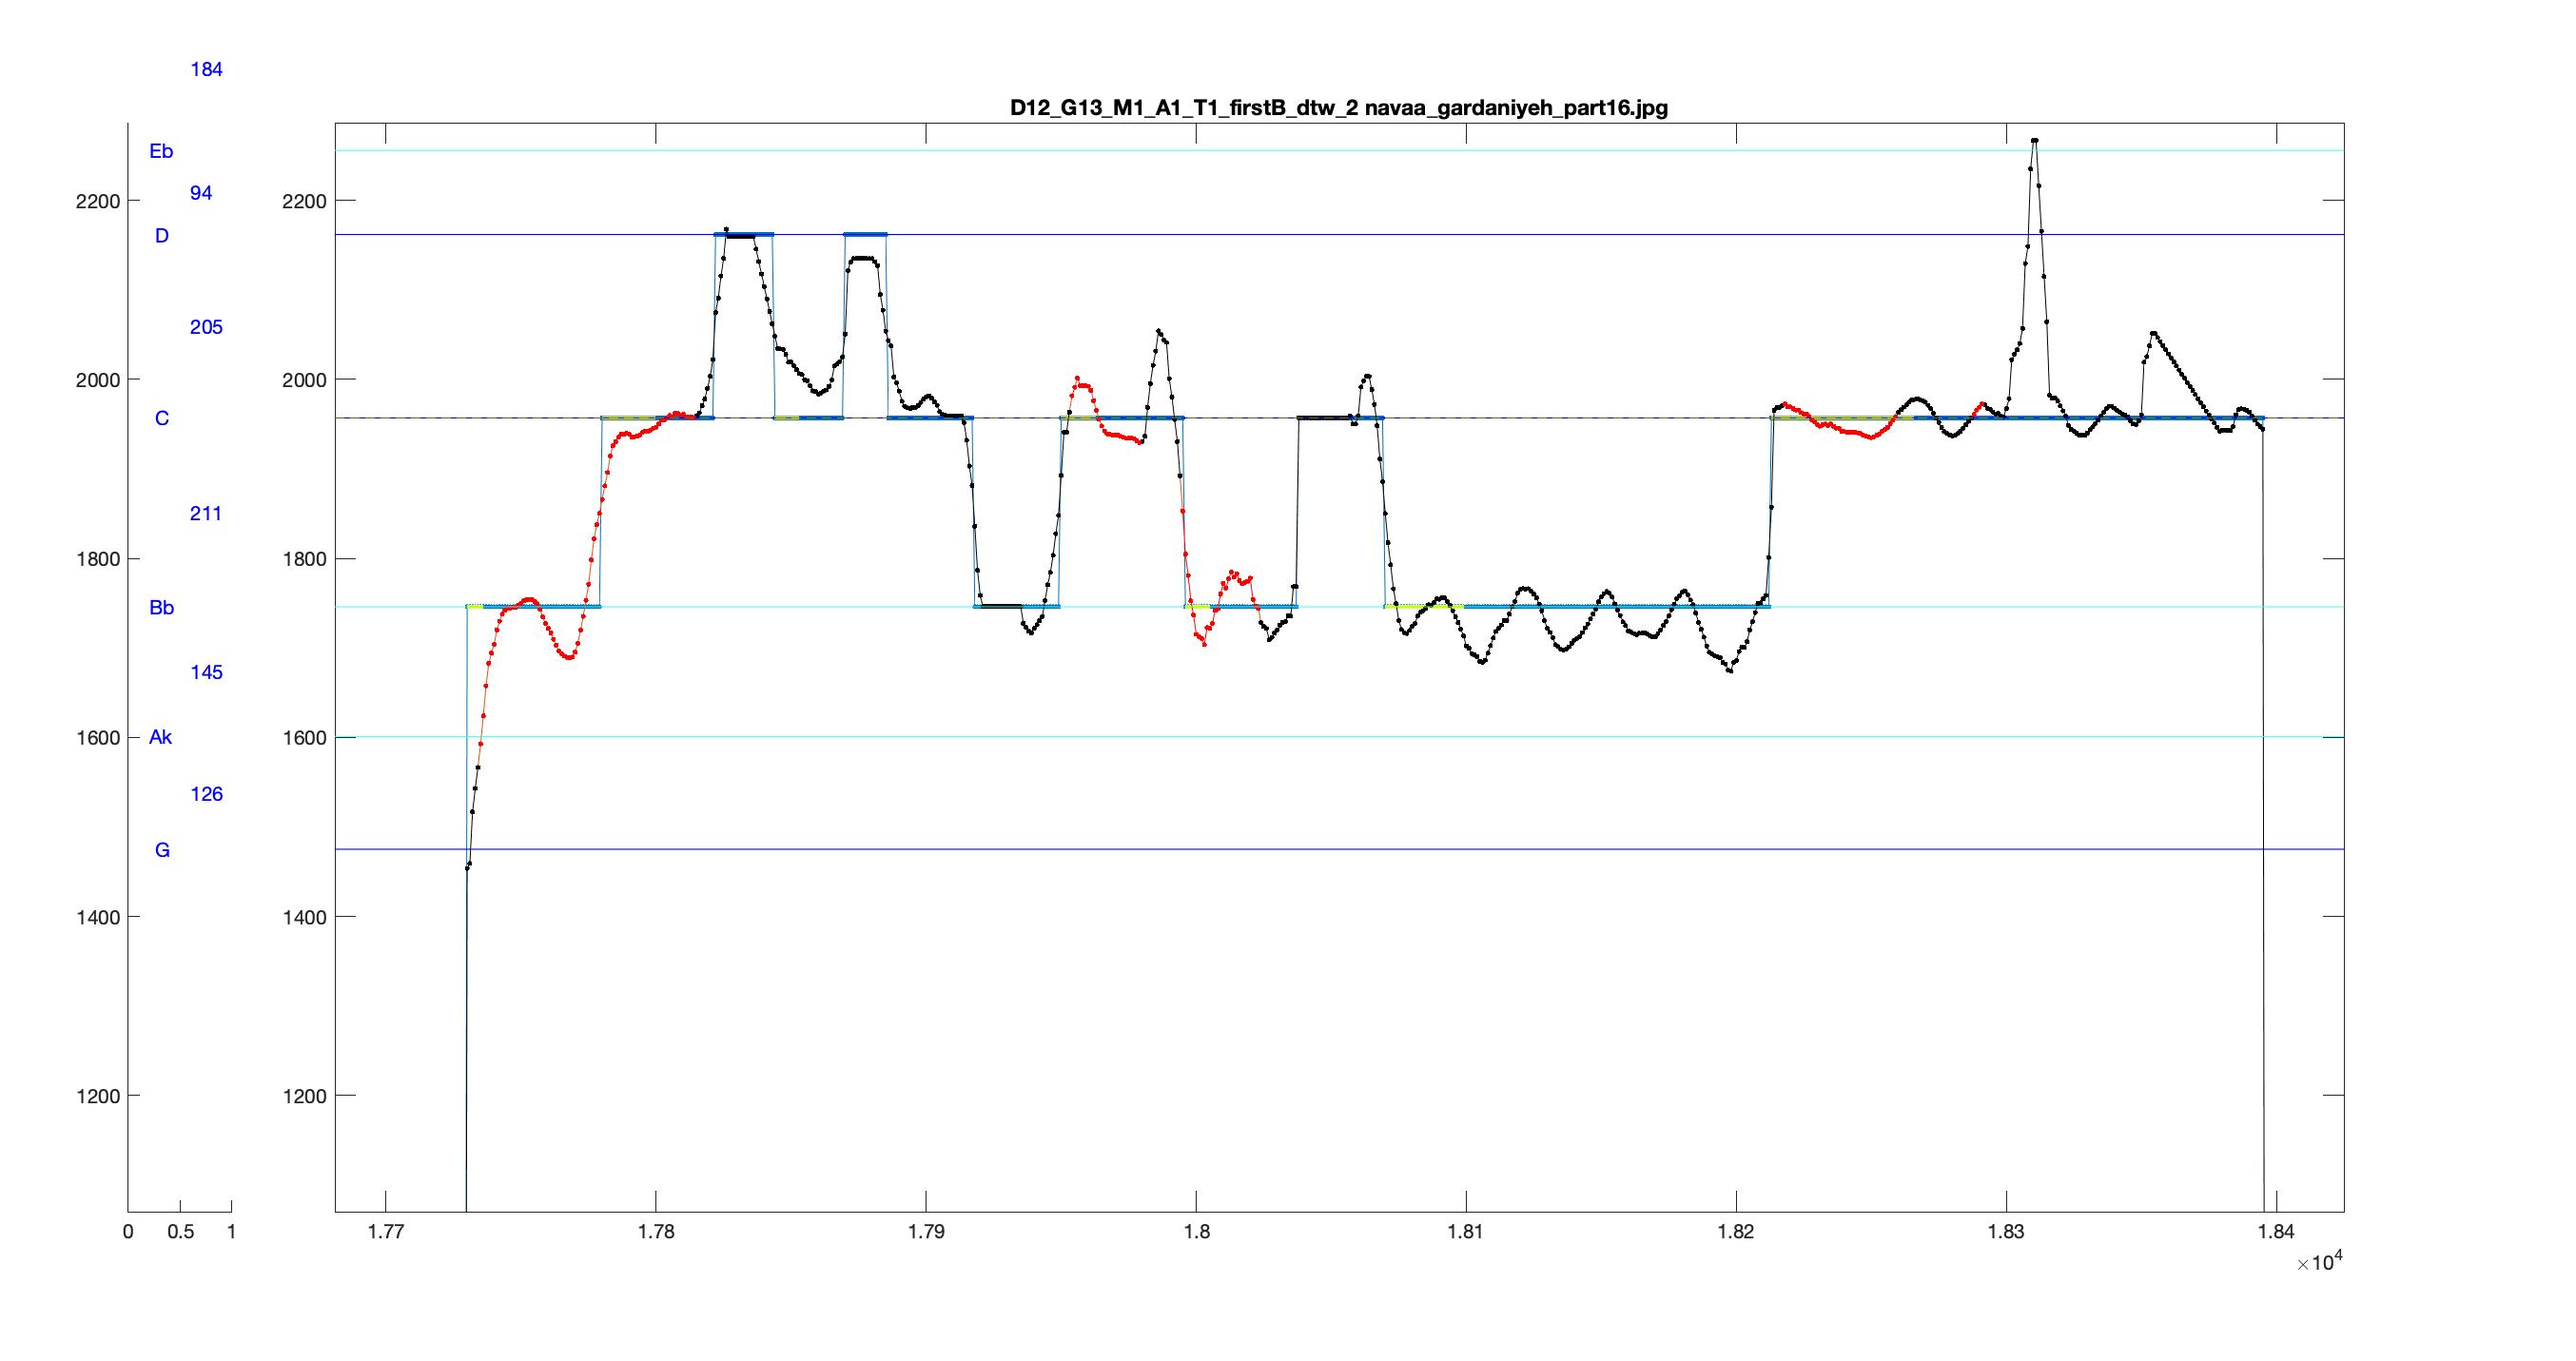 184
D12_G13_M1_A1_T1_firstB_dtw_2 navaa_gardaniyeh_part16.jpg
Eb
94
2200 2200
D
205
2000 2000
C
211
1800 1800
Bb
145
Ak
1600 1600
126
G
1400 1400
1200 1200
0 0.5 1 1.77 1.78 1.79 1.8 1.81 1.82 1.83 1.84
×10^4